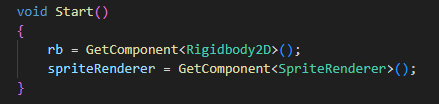 void Start()
{
    rb = GetComponent<Rigidbody2D>();
    spriteRenderer = GetComponent<SpriteRenderer>();
}